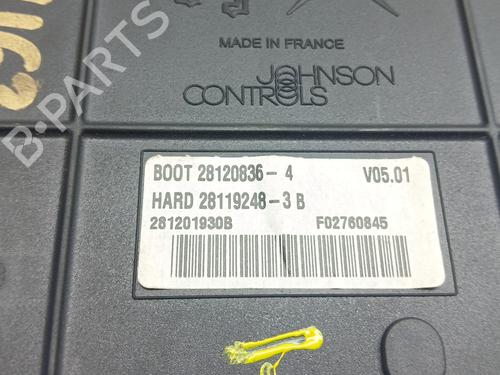 B-PARTS
MADE IN FRANCE
JOHNSON
CONTROLS
BOOT 28120836-4 V05.01
HARD 28119248-3 B
281201930B F02760845